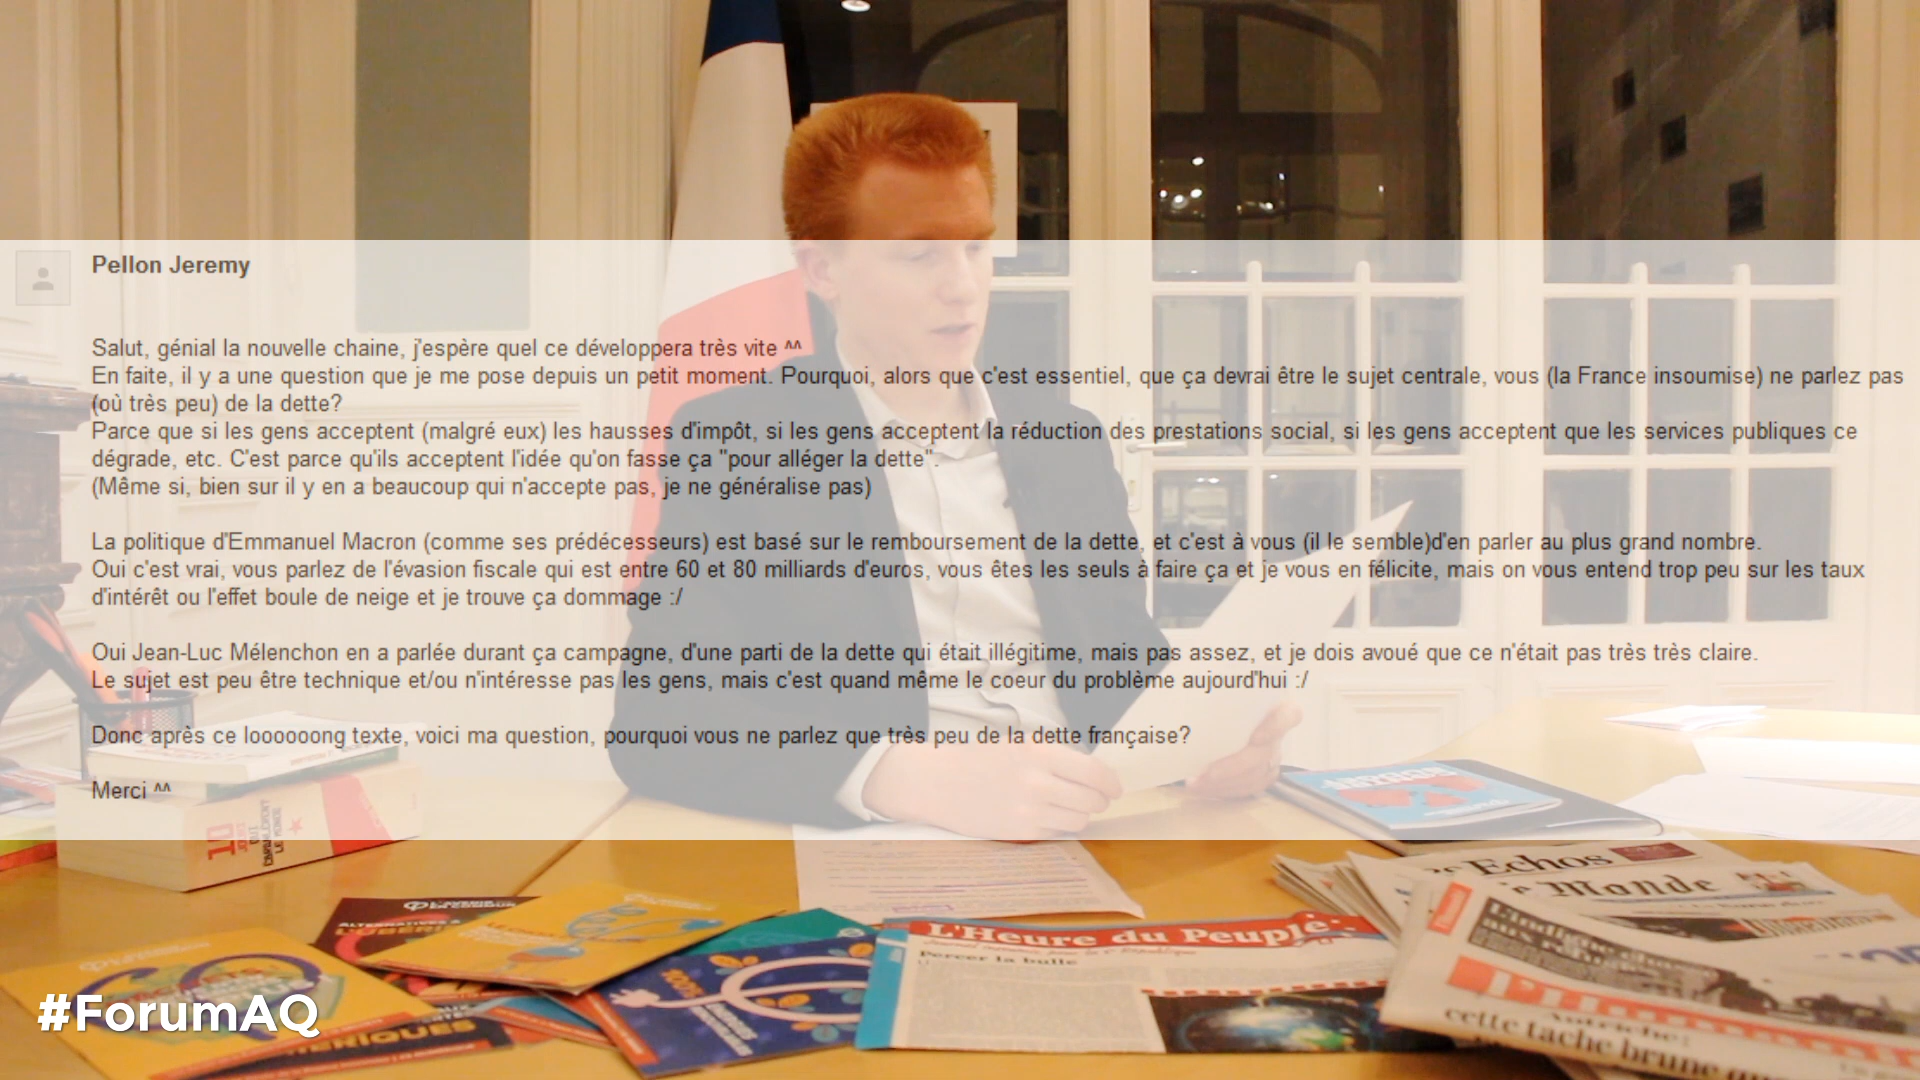 Pellon Jeremy
Salut, génial la nouvelle chaine, j'espère quel ce développera très vite ^^
En faite, il y a une question que je me pose depuis un petit moment. Pourquoi, alors que c'est essentiel, que ça devrai être le sujet centrale, vous (la France insoumise) ne parlez pas
(où très peu) de la dette?
Parce que si les gens acceptent (malgré eux) les hausses d'impôt, si les gens acceptent la réduction des prestations social, si les gens acceptent que les services publiques ce
dégrade, etc. C'est parce qu'ils acceptent l'idée qu'on fasse ça "pour alléger la dette".
(Même si, bien sur il y en a beaucoup qui n'accepte pas, je ne généralise pas)
La politique d'Emmanuel Macron (comme ses prédécesseurs) est basé sur le remboursement de la dette, et c'est à vous (il le semble)d'en parler au plus grand nombre.
Oui c'est vrai, vous parlez de l'évasion fiscale qui est entre 60 et 80 milliards d'euros, vous êtes les seuls à faire ça et je vous en félicite, mais on vous entend trop peu sur les taux
d'intérêt ou l'effet boule de neige et je trouve ça dommage :/
Oui Jean-Luc Mélenchon en a parlée durant ça campagne, d'une parti de la dette qui était illégitime, mais pas assez, et je dois avoué que ce n'était pas très très claire.
Le sujet est peu être technique et/ou n'intéresse pas les gens, mais c'est quand même le coeur du problème aujourd'hui :/
Donc après ce loooooong texte, voici ma question, pourquoi vous ne parlez que très peu de la dette française?
Merci ^^
10
Echos
Monde
L'AVENIR
EN COMMUN
ALTERNATIVES À
L'Heure du Peuple
Percer la bulle
100%
L'indigne
Autriche:
cette tache brune
#ForumAQ